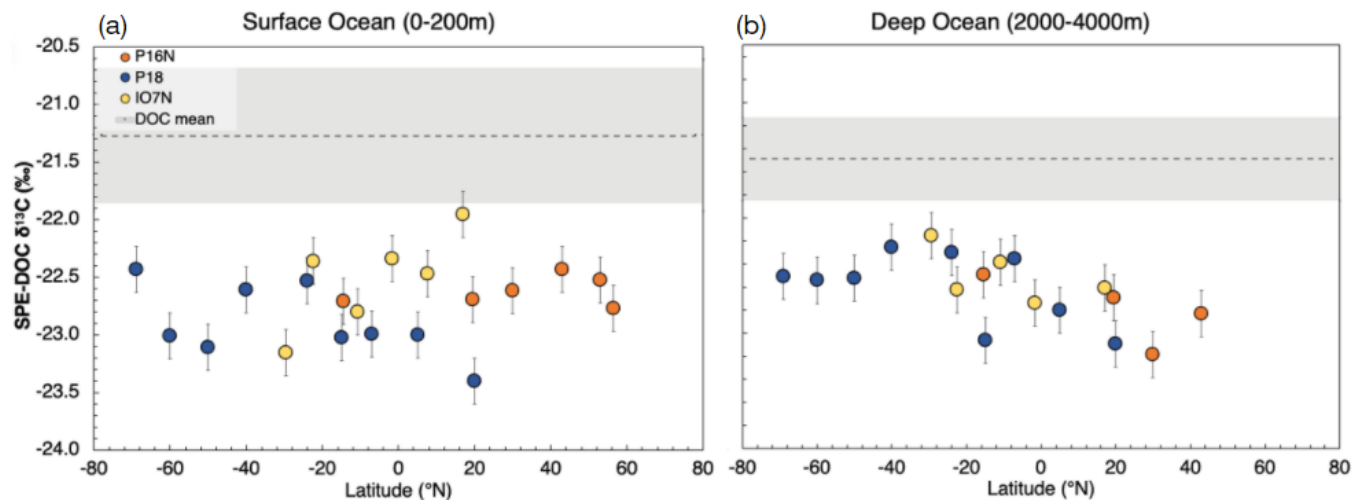 (a) Surface Ocean (0-200m)
(b) Deep Ocean (2000-4000m)
SPE-DOC δ¹³C (‰)
-20.5
-21.0
-21.5
-22.0
-22.5
-23.0
-23.5
-24.0
P16N
P18
IO7N
DOC mean
-80 -60 -40 -20 0 20 40 60 80
-80 -60 -40 -20 0 20 40 60 80
Latitude (°N)
Latitude (°N)